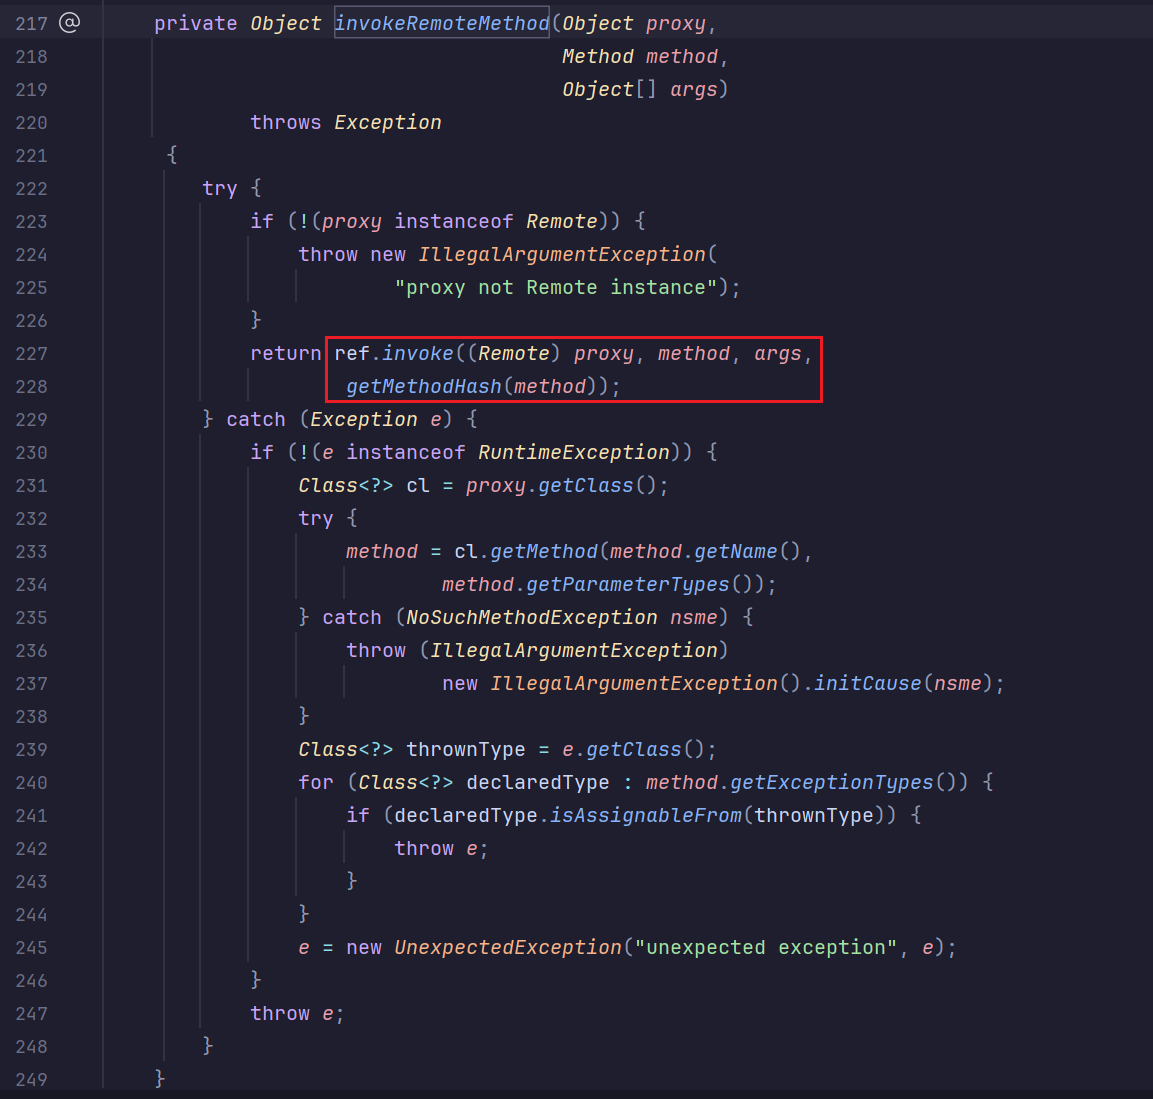 217 @ private Object invokeRemoteMethod(Object proxy,
218 Method method,
219 Object[] args)
220 throws Exception
221 {
222 try {
223 if (!(proxy instanceof Remote)) {
224 throw new IllegalArgumentException(
225 "proxy not Remote instance");
226 }
227 return ref.invoke((Remote) proxy, method, args,
228 getMethodHash(method));
229 } catch (Exception e) {
230 if (!(e instanceof RuntimeException)) {
231 Class<?> cl = proxy.getClass();
232 try {
233 method = cl.getMethod(method.getName(),
234 method.getParameterTypes());
235 } catch (NoSuchMethodException nsme) {
236 throw (IllegalArgumentException)
237 new IllegalArgumentException().initCause(nsme);
238 }
239 Class<?> thrownType = e.getClass();
240 for (Class<?> declaredType : method.getExceptionTypes()) {
241 if (declaredType.isAssignableFrom(thrownType)) {
242 throw e;
243 }
244 }
245 e = new UnexpectedException("unexpected exception", e);
246 }
247 throw e;
248 }
249 }